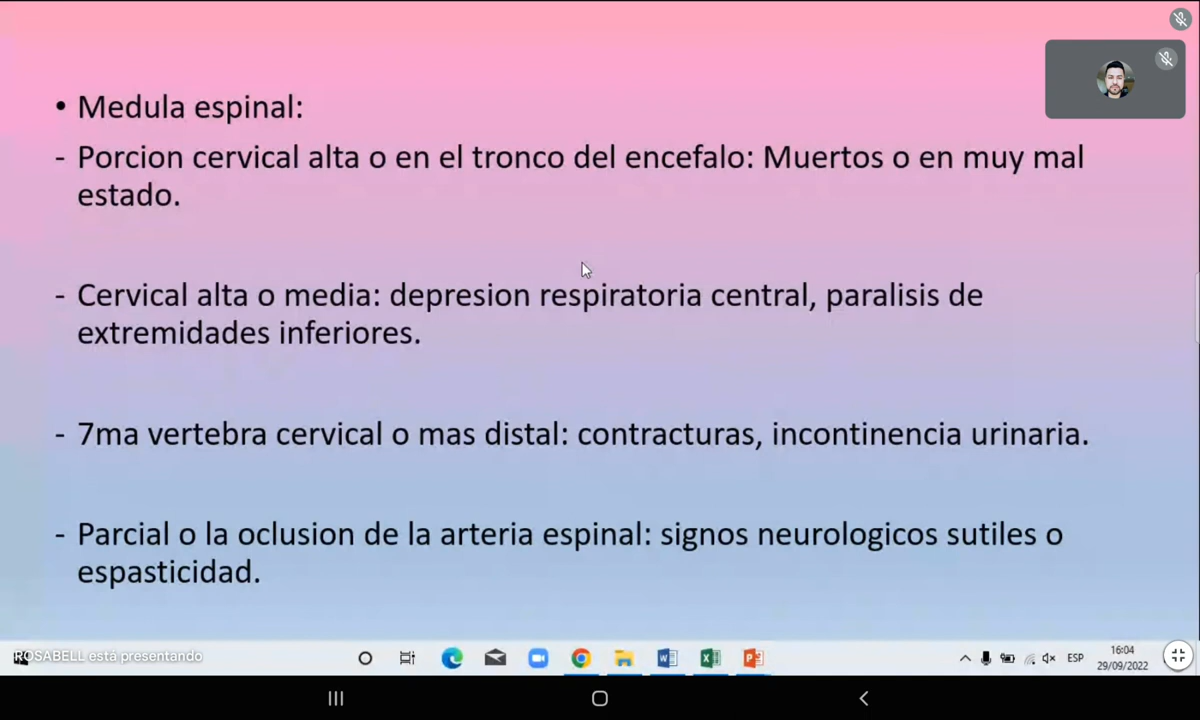 • Medula espinal:
- Porcion cervical alta o en el tronco del encefalo: Muertos o en muy mal
estado.
- Cervical alta o media: depresion respiratoria central, paralisis de
extremidades inferiores.
- 7ma vertebra cervical o mas distal: contracturas, incontinencia urinaria.
- Parcial o la oclusion de la arteria espinal: signos neurologicos sutiles o
espasticidad.
ROSABELL está presentando
ESP
16:04
29/09/2022